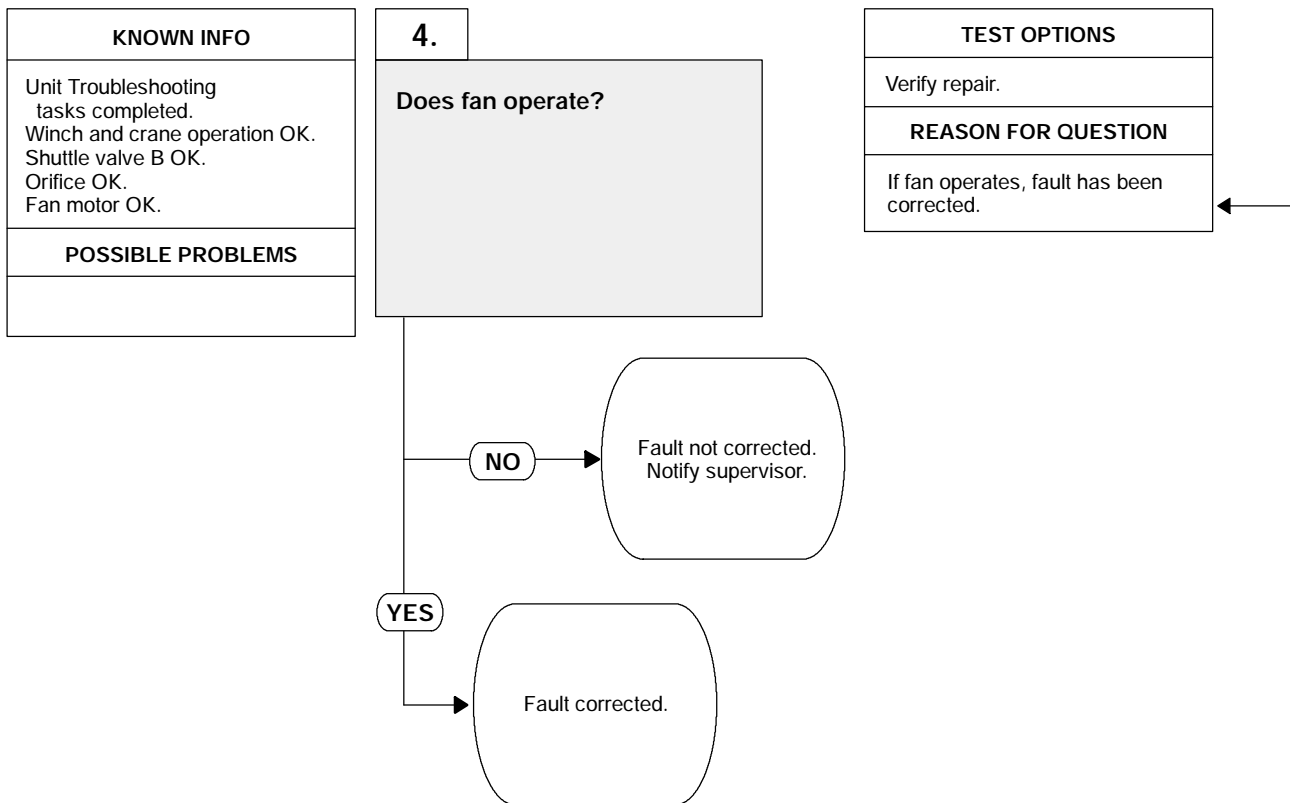 KNOWN INFO
Unit Troubleshooting
tasks completed.
Winch and crane operation OK.
Shuttle valve B OK.
Orifice OK.
Fan motor OK.
POSSIBLE PROBLEMS
4.
Does fan operate?
TEST OPTIONS
Verify repair.
REASON FOR QUESTION
If fan operates, fault has been
corrected.
NO
Fault not corrected.
Notify supervisor.
YES
Fault corrected.